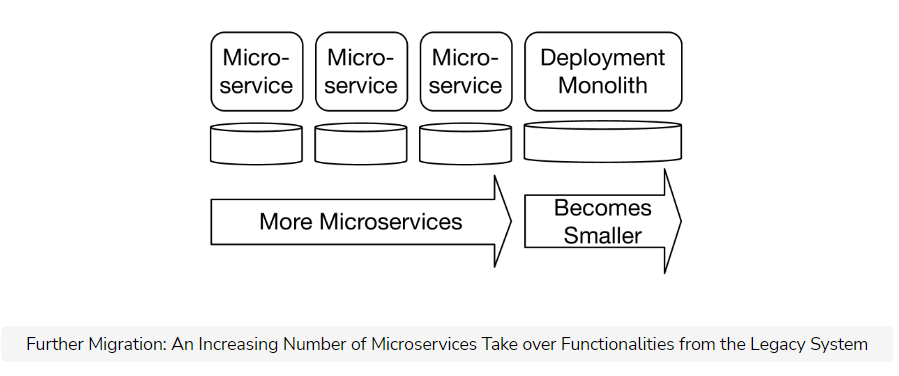 Micro-
service
Micro-
service
Micro-
service
Deployment
Monolith
More Microservices
Becomes
Smaller
Further Migration: An Increasing Number of Microservices Take over Functionalities from the Legacy System